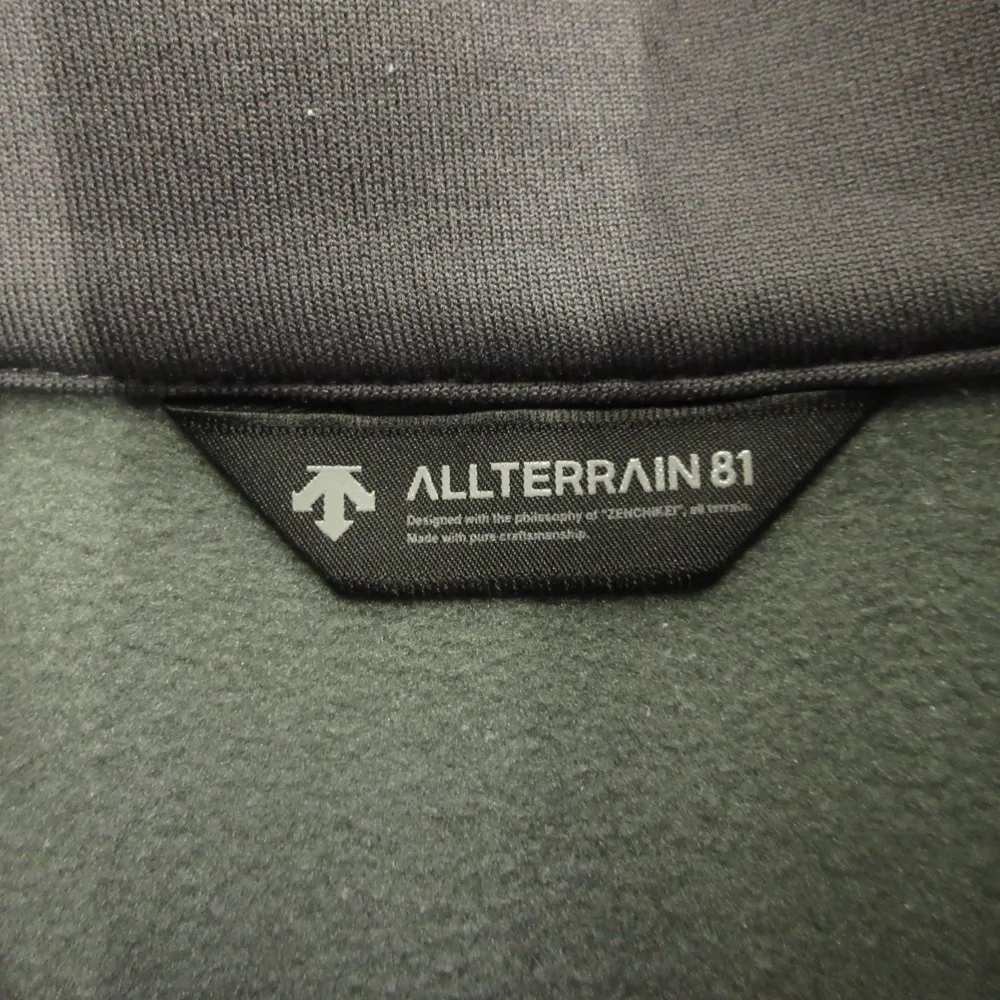 ALLTERRAIN 81
Designed with the philosophy of "ZENCHIKEI", all terrain.
Made with pure craftsmanship.